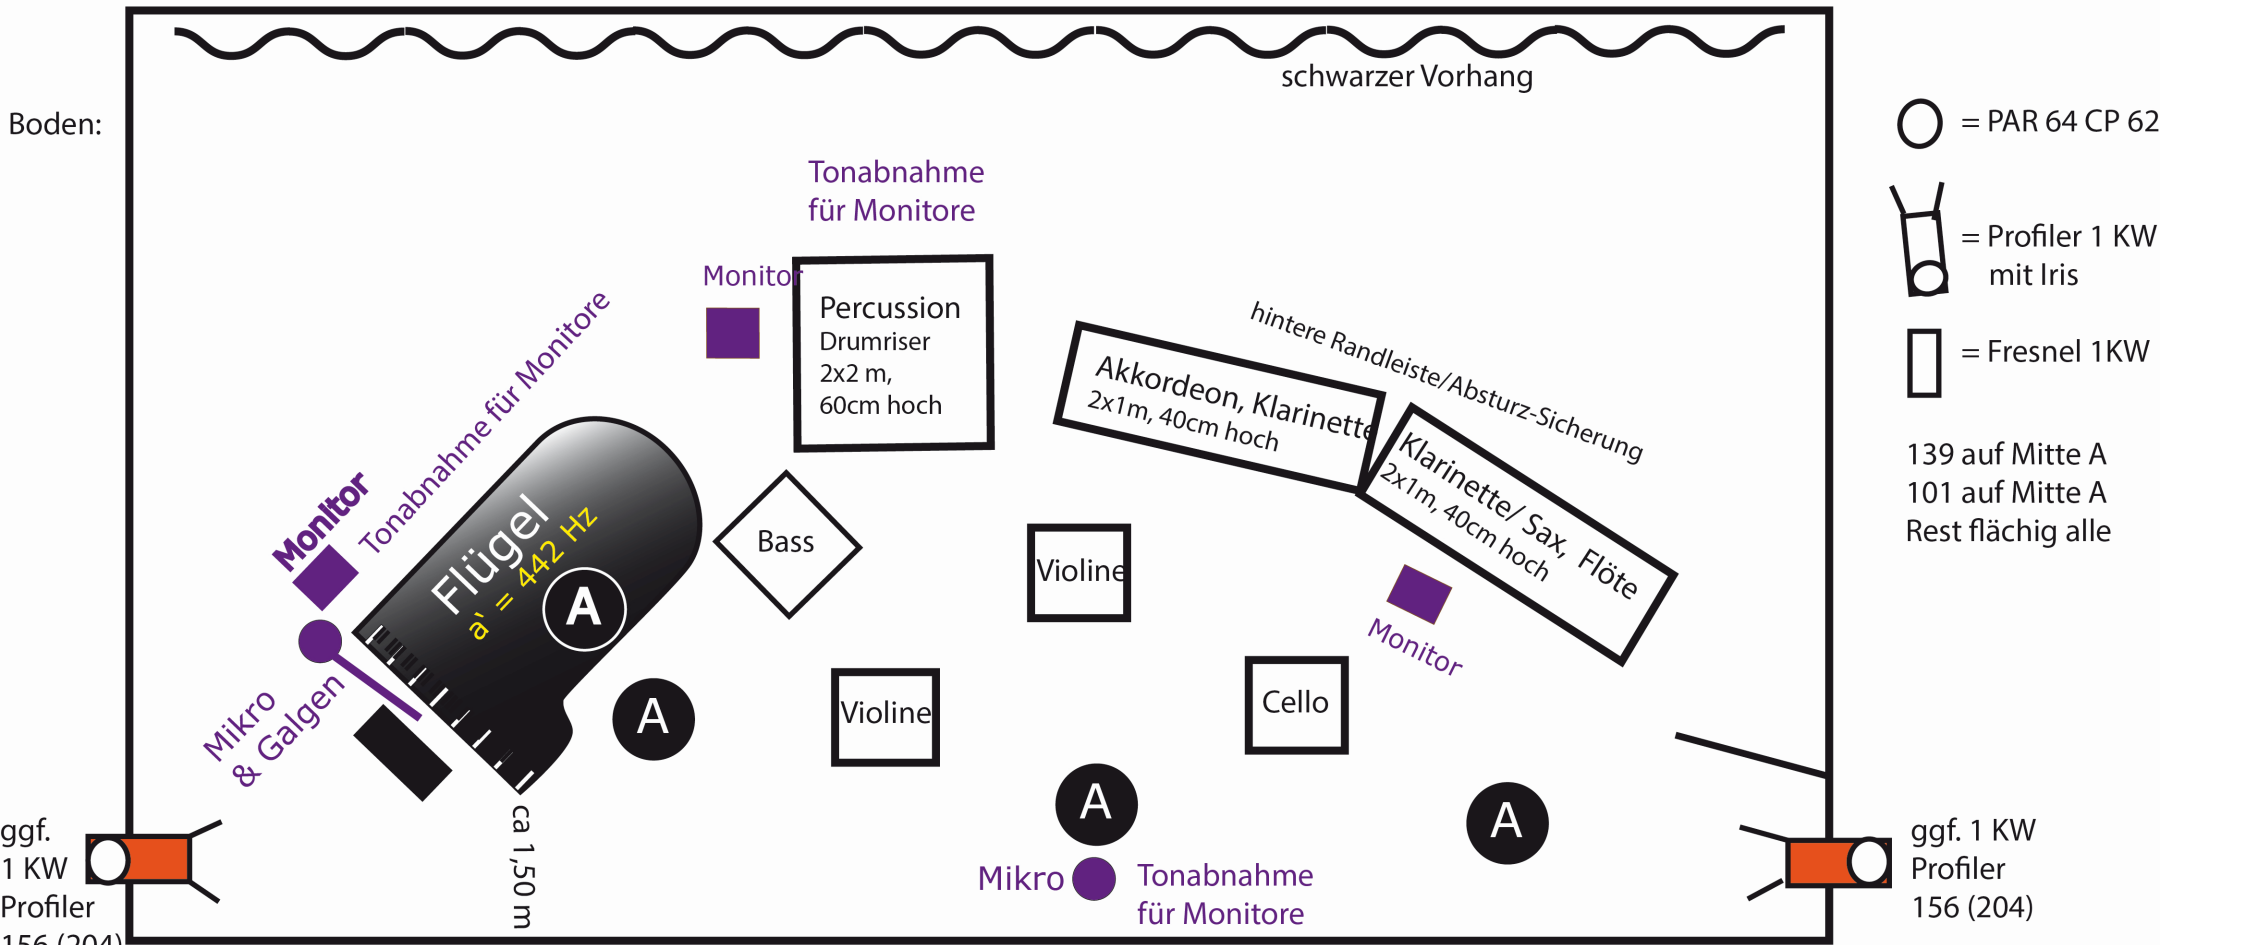 schwarzer Vorhang
Boden:
Tonabnahme
für Monitore
Monitor
Percussion
Drumriser
2x2 m,
60cm hoch
hintere Randleiste/Absturz-Sicherung
Akkordeon, Klarinette
2x1m, 40cm hoch
Klarinette/ Sax, Flöte
2x1m, 40cm hoch
Monitor
Tonabnahme für Monitore
Flügel
a` = 442 Hz
A
Bass
Violine
Monitor
Mikro
& Galgen
A
Violine
Cello
A
A
ca 1,50 m
Mikro
Tonabnahme
für Monitore
ggf.
1 KW
Profiler
156 (204)
ggf. 1 KW
Profiler
156 (204)
= PAR 64 CP 62
= Profiler 1 KW
mit Iris
= Fresnel 1KW
139 auf Mitte A
101 auf Mitte A
Rest flächig alle